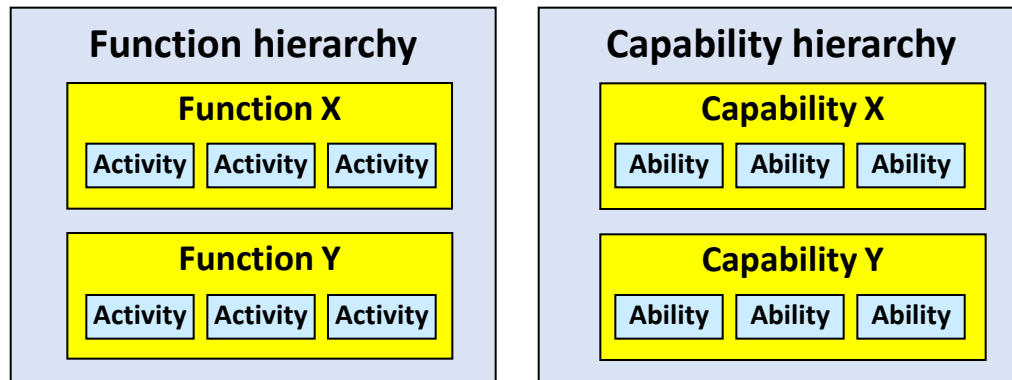 Function hierarchy
Function X
Activity Activity Activity
Function Y
Activity Activity Activity
Capability hierarchy
Capability X
Ability Ability Ability
Capability Y
Ability Ability Ability